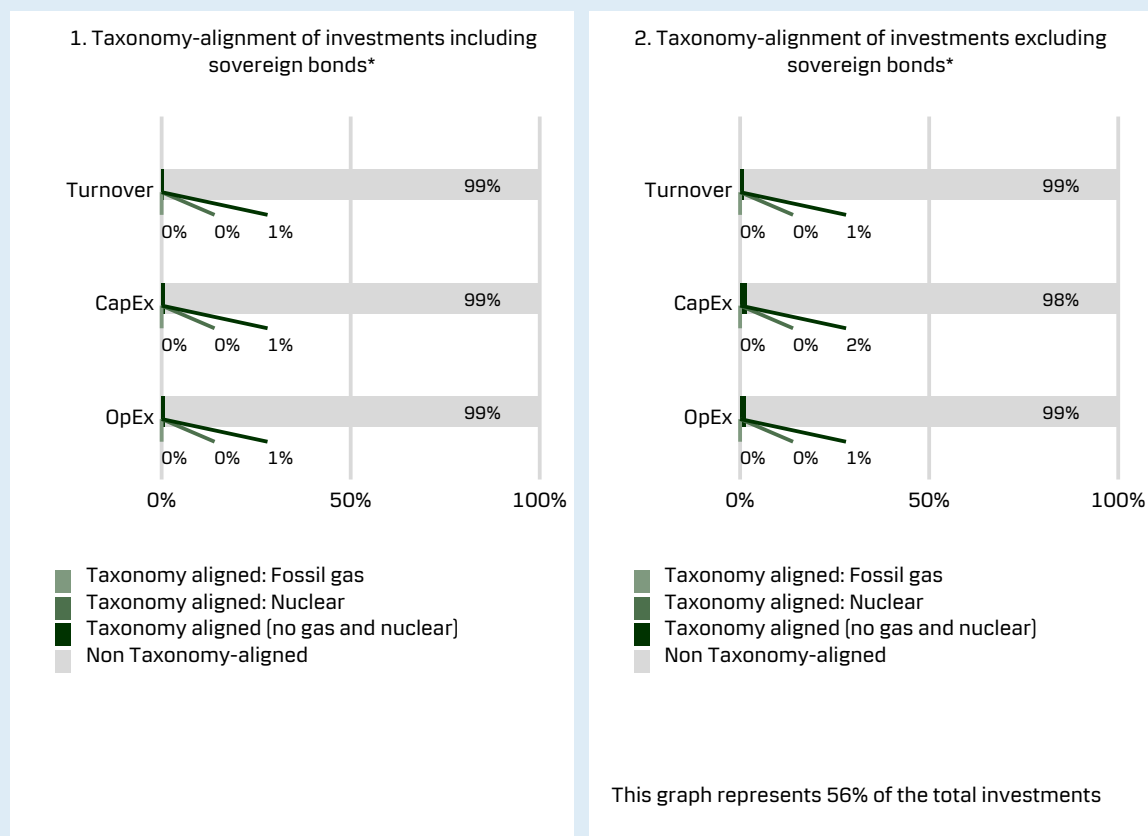 1. Taxonomy-alignment of investments including
sovereign bonds*
Turnover
99%
0% 0% 1%
CapEx
99%
0% 0% 1%
OpEx
99%
0% 0% 1%
0% 50% 100%
Taxonomy aligned: Fossil gas
Taxonomy aligned: Nuclear
Taxonomy aligned (no gas and nuclear)
Non Taxonomy-aligned
2. Taxonomy-alignment of investments excluding
sovereign bonds*
Turnover
99%
0% 0% 1%
CapEx
98%
0% 0% 2%
OpEx
99%
0% 0% 1%
0% 50% 100%
Taxonomy aligned: Fossil gas
Taxonomy aligned: Nuclear
Taxonomy aligned (no gas and nuclear)
Non Taxonomy-aligned
This graph represents 56% of the total investments